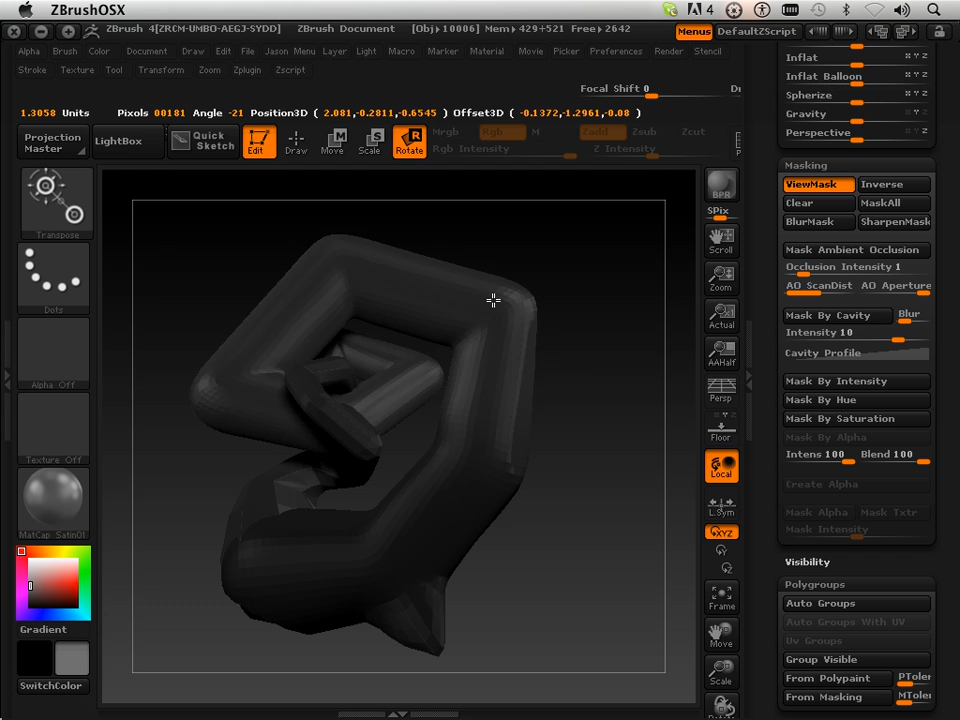 ZBrushOSX
4
ZBrush 4[ZRCM-UMBO-AEGJ-SYDD] ZBrush Document [Obj>10006] Mem>429+521 Free>2642 Menus DefaultZScript
Alpha Brush Color Document Draw Edit File Jason Menu Layer Light Macro Marker Material Movie Picker Preferences Render Stencil
Stroke Texture Tool Transform Zoom Zplugin Zscript
Focal Shift 0
1.3058 Units Pixols 00181 Angle -21 Position3D ( 2.081,-0.2811,-0.6545 ) Offset3D ( -0.1372,-1.2961,-0.08 )
Projection Master
LightBox
Quick Sketch
Edit
Draw
Move
Scale
Rotate
Mrgb Rgb M Zadd Zsub Zcut
Rgb Intensity Z Intensity
Transpose
Dots
Alpha Off
Texture Off
MatCap Satin01
Gradient
SwitchColor
BPR
SPix
Scroll
Zoom
Actual
AAHalf
Persp
Floor
Local
L.Sym
XYZ
Y
Z
Frame
Move
Scale
Inflat
Inflat Balloon
Spherize
Gravity
Perspective
Masking
ViewMask Inverse
Clear MaskAll
BlurMask SharpenMask
Mask Ambient Occlusion
Occlusion Intensity 1
AO ScanDist AO Aperture
Mask By Cavity Blur
Intensity 10
Cavity Profile
Mask By Intensity
Mask By Hue
Mask By Saturation
Mask By Alpha
Intens 100 Blend 100
Create Alpha
Mask Alpha Mask Txtr
Mask Intensity
Visibility
Polygroups
Auto Groups
Auto Groups With UV
Uv Groups
Group Visible
From Polypaint PToler
From Masking MToler